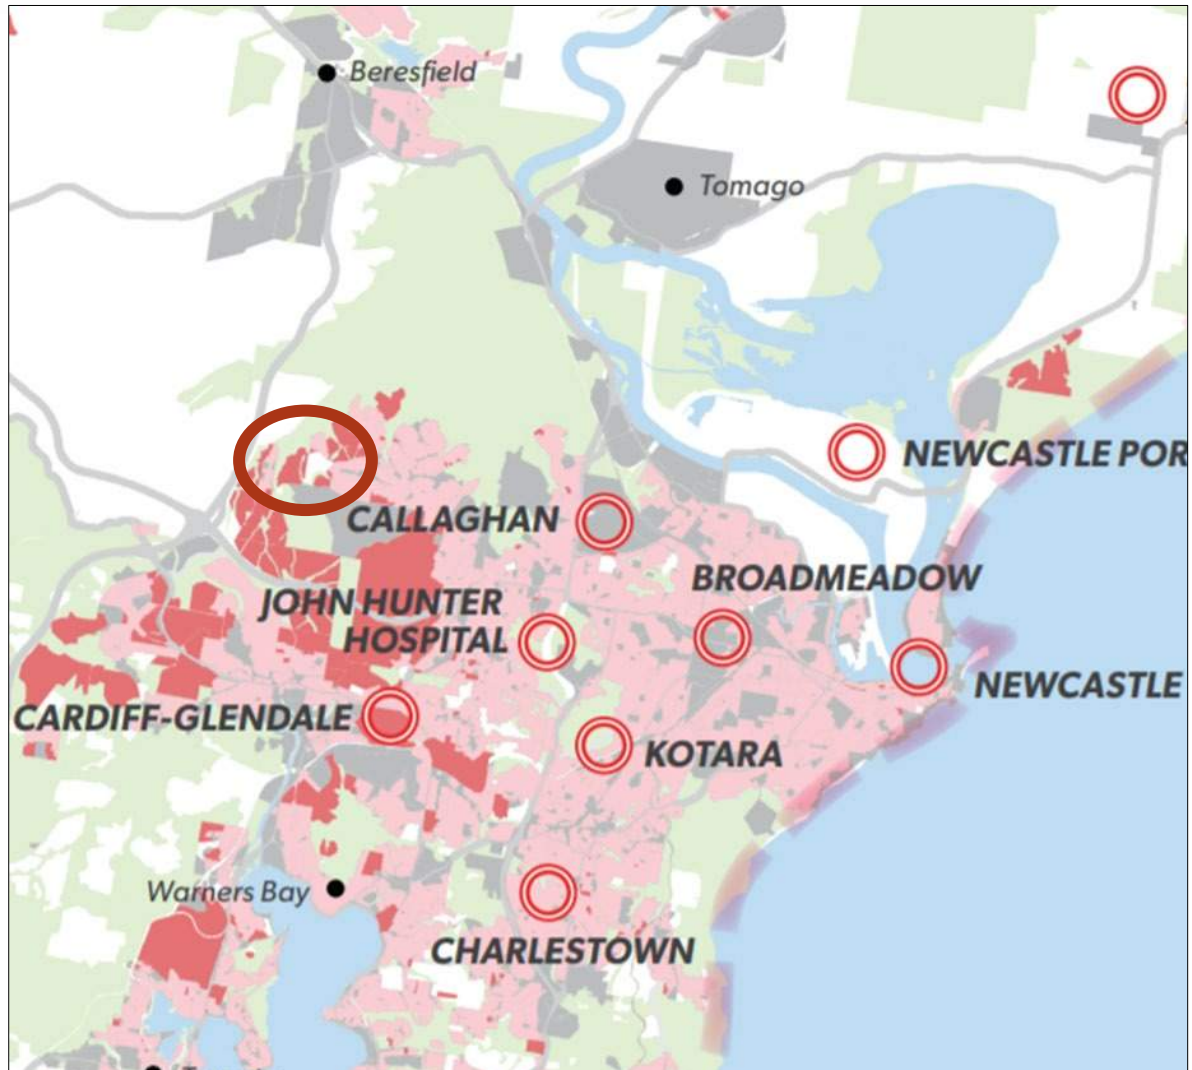 Beresfield
Tomago
NEWCASTLE POR
CALLAGHAN
BROADMEADOW
JOHN HUNTER
HOSPITAL
NEWCASTLE
CARDIFF-GLENDALE
KOTARA
Warners Bay
CHARLESTOWN